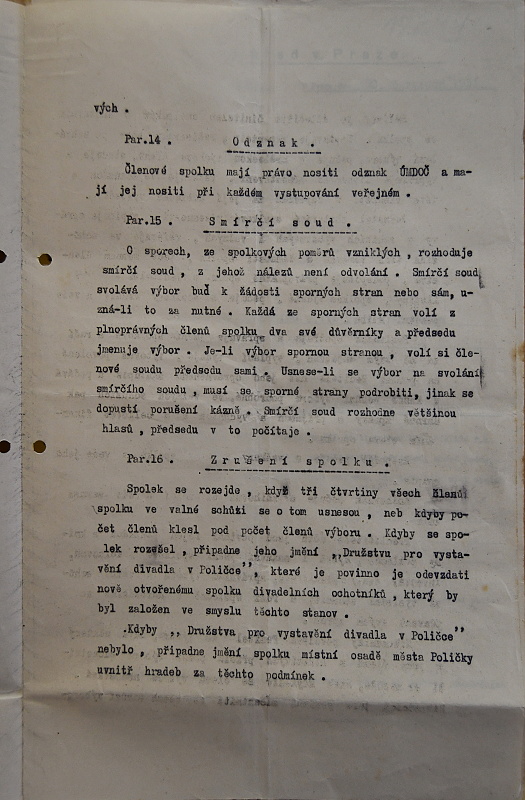 vých .
Par.14 . Odznak .
Členové spolku mají právo nositi odznak ÚMDOČ a ma-
jí jej nositi při každém vystupování veřejném .
Par.15 . Smírčí soud .
O sporech, ze spolkových poměrů vzniklých , rozhoduje
smírčí soud , z jehož nálezů není odvolání . Smírčí soud
svolává výbor buď k žádosti sporných stran nebo sám, u-
zná-li to za nutné . Každá ze sporných stran volí z
plnoprávných členů spolku dva své důvěrníky a předsedu
jmenuje výbor . Je-li výbor spornou stranou , volí si čle-
nové soudu předsedu sami . Usnese-li se výbor na svolání
smírčího soudu , musí se sporné strany podrobiti, jinak se
dopustí porušení kázně . Smírčí soud rozhodne většinou
hlasů , předsedu v to počítaje .
Par.16 . Zrušení spolku .
Spolek se rozejde , když tři čtvrtiny všech členů
spolku ve valné schůti se o tom usnesou , neb kdyby po-
čet členů klesl pod počet členů výboru . Kdyby se spo-
lek rozešel , připadne jeho jmění ,,Družstvu pro vysta-
vění divadla v Poličce'', které je povinno je odevzdati
nově otvořenému spolku divadelních ochotníků , který by
byl založen ve smyslu těchto stanov .
Kdyby ,, Družstva pro vystavění divadla v Poličce''
nebylo , připadne jmění spolku místní osadě města Poličky
uvnitř hradeb za těchto podmínek .